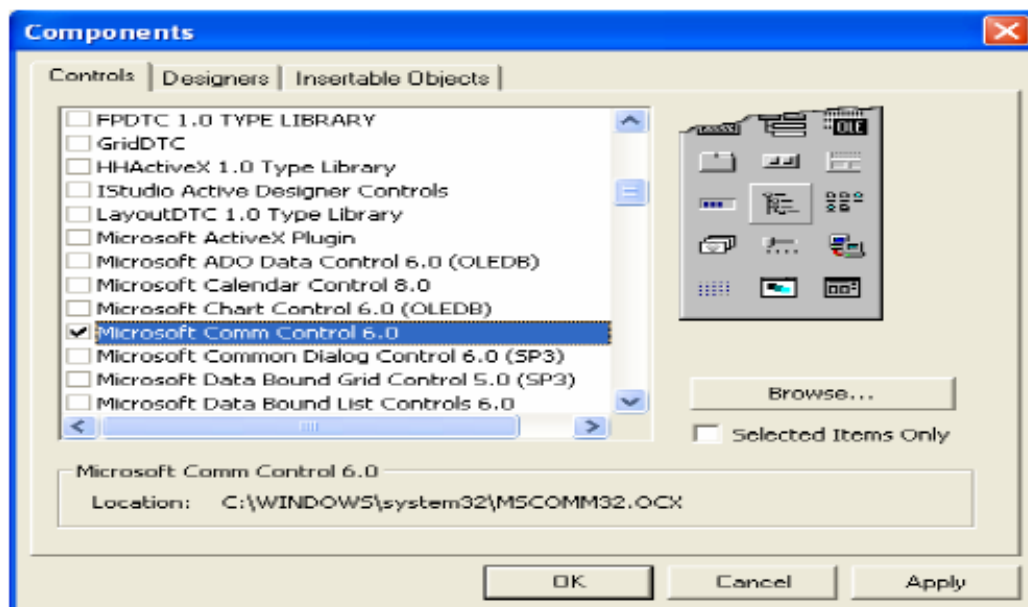 Components
Controls Designers Insertable Objects
FPDTC 1.0 TYPE LIBRARY
GridDTC
HHActiveX 1.0 Type Library
IStudio Active Designer Controls
LayoutDTC 1.0 Type Library
Microsoft ActiveX Plugin
Microsoft ADO Data Control 6.0 (OLEDB)
Microsoft Calendar Control 8.0
Microsoft Chart Control 6.0 (OLEDB)
Microsoft Comm Control 6.0
Microsoft Common Dialog Control 6.0 (SP3)
Microsoft Data Bound Grid Control 5.0 (SP3)
Microsoft Data Bound List Controls 6.0
OLE
Browse...
Selected Items Only
Microsoft Comm Control 6.0
Location: C:\WINDOWS\system32\MSCOMM32.OCX
OK Cancel Apply